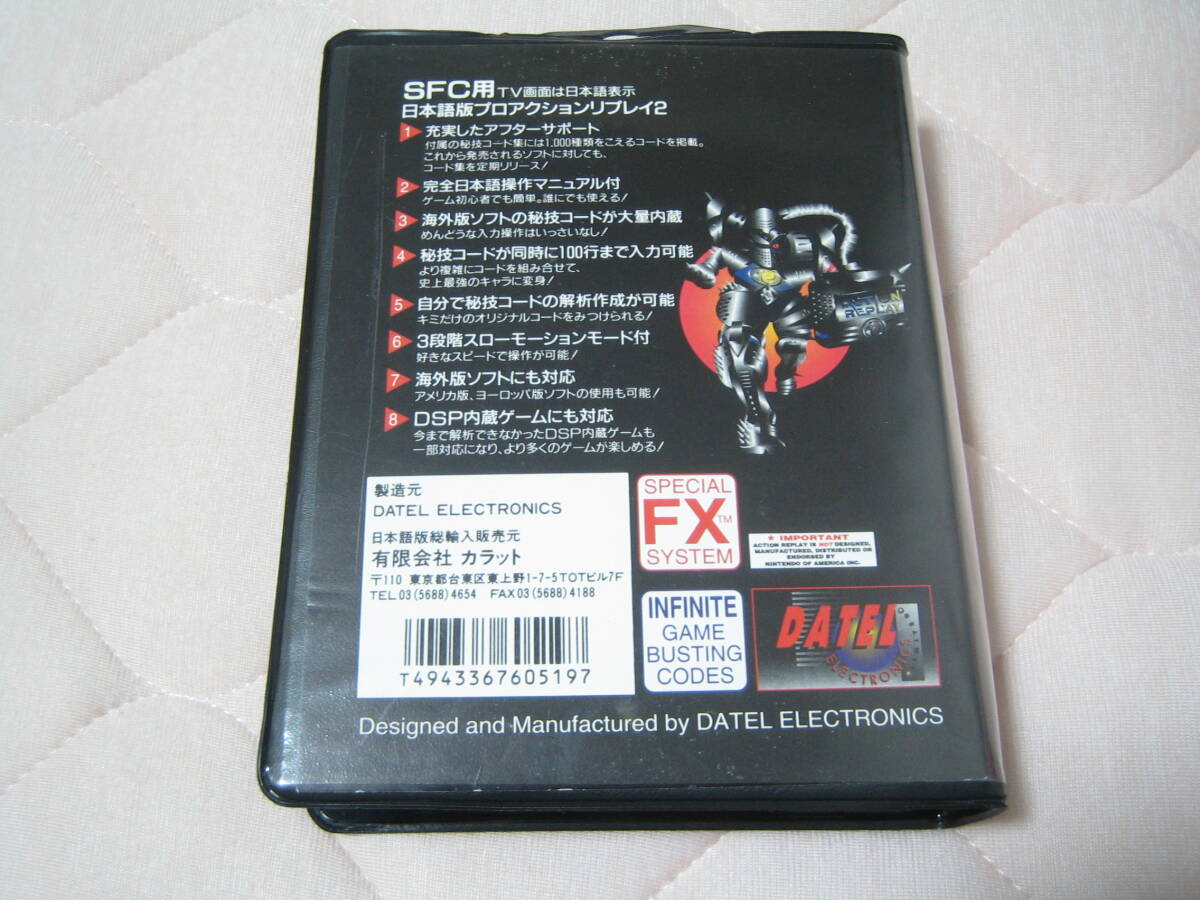 SFC用 TV画面は日本語表示
日本語版プロアクションリプレイ2
1 充実したアフターサポート
付属の秘技コード集には1,000種類をこえるコードを掲載。
これから発売されるソフトに対しても、
コード集を定期リリース!
2 完全日本語操作マニュアル付
ゲーム初心者でも簡単。誰にでも使える!
3 海外版ソフトの秘技コードが大量内蔵
めんどうな入力操作はいっさいなし!
4 秘技コードが同時に100行まで入力可能
より複雑にコードを組み合せて、
史上最強のキャラに変身!
5 自分で秘技コードの解析作成が可能
キミだけのオリジナルコードをみつけられる!
6 3段階スローモーションモード付
好きなスピードで操作が可能!
7 海外版ソフトにも対応
アメリカ版、ヨーロッパ版ソフトの使用も可能!
8 DSP内蔵ゲームにも対応
今まで解析できなかったDSP内蔵ゲームも
一部対応になり、より多くのゲームが楽しめる!
REPLAY
製造元
DATEL ELECTRONICS
日本語版総輸入販売元
有限会社 カラット
〒110 東京都台東区東上野1-7-5TOTビル7F
TEL 03(5688)4654 FAX03(5688)4188
T4943367605197
SPECIAL
FX™
SYSTEM
★ IMPORTANT
ACTION REPLAY IS NOT DESIGNED,
MANUFACTURED, DISTRIBUTED OR
ENDORSED BY
NINTENDO OF AMERICA INC.
INFINITE
GAME
BUSTING
CODES
DATEL
ELECTRONICS
Designed and Manufactured by DATEL ELECTRONICS